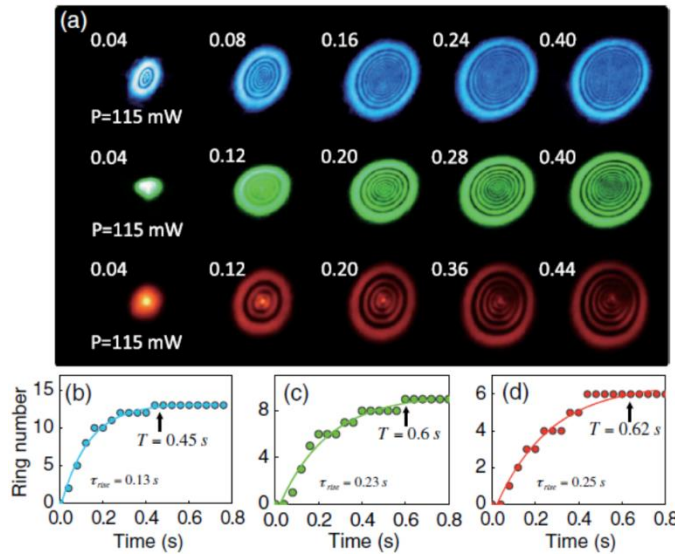 (a)
0.04 0.08 0.16 0.24 0.40
P=115 mW
0.04 0.12 0.20 0.28 0.40
P=115 mW
0.04 0.12 0.20 0.36 0.44
P=115 mW
Ring number
(b)
15
10
5
0
T = 0.45 s
τrise = 0.13 s
0.0 0.2 0.4 0.6 0.8
Time (s)
(c)
8
4
0
T = 0.6 s
τrise = 0.23 s
0.0 0.2 0.4 0.6 0.8
Time (s)
(d)
6
4
2
0
T = 0.62 s
τrise = 0.25 s
0.0 0.2 0.4 0.6 0.8
Time (s)